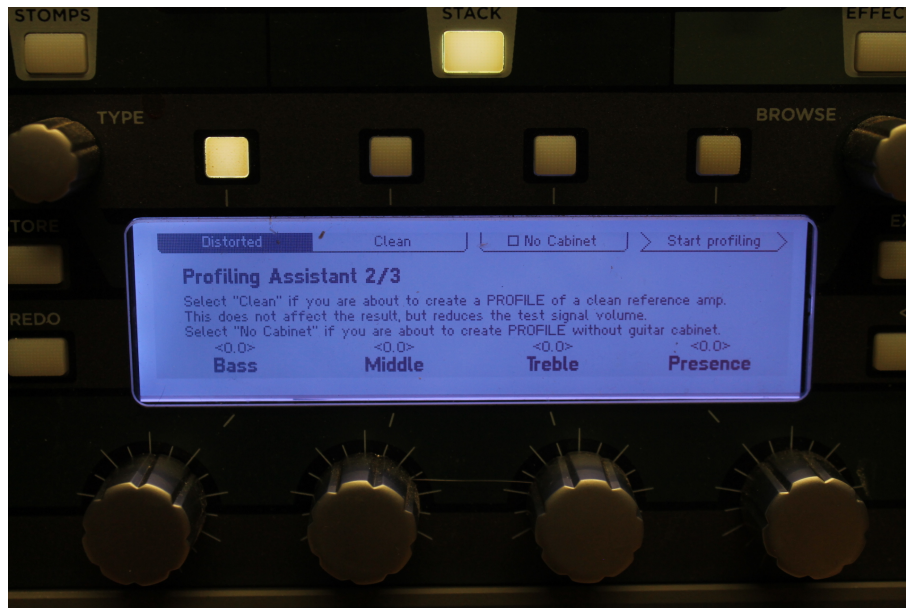 STOMPS
STACK
EFFEC
TYPE
BROWSE
TORE
EX
REDO
<
Distorted
Clean
No Cabinet
Start profiling
Profiling Assistant 2/3
Select "Clean" if you are about to create a PROFILE of a clean reference amp.
This does not affect the result, but reduces the test signal volume.
Select "No Cabinet" if you are about to create PROFILE without guitar cabinet.
<0.0>
<0.0>
<0.0>
<0.0>
Bass
Middle
Treble
Presence